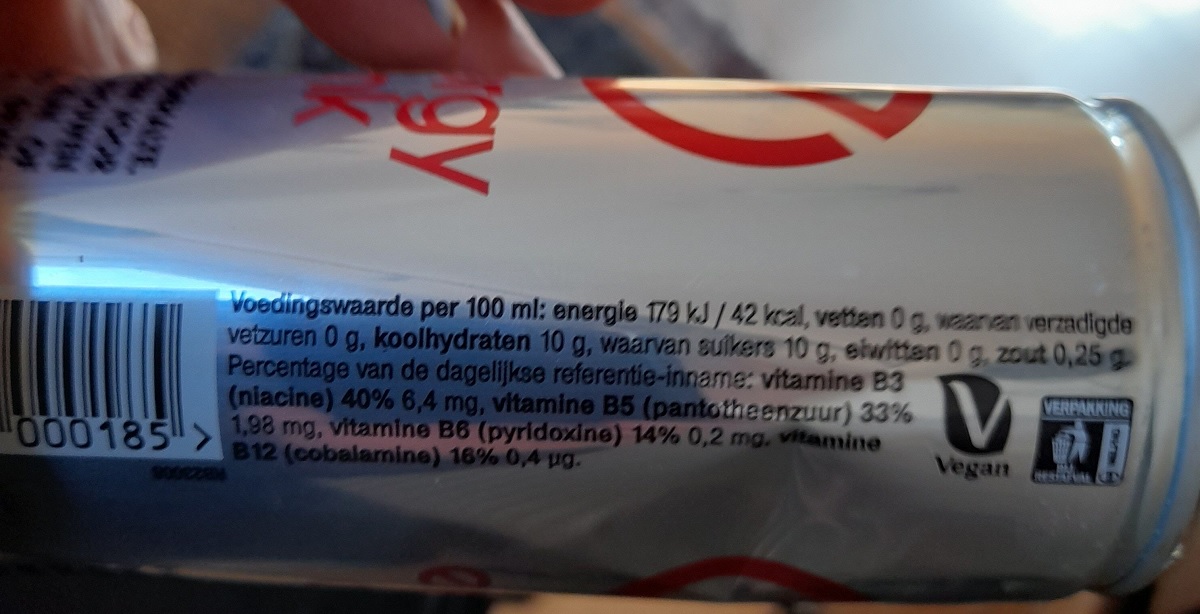 rgy
Voedingswaarde per 100 ml: energie 179 kJ / 42 kcal, vetten 0 g, waarvan verzadigde
vetzuren 0 g, koolhydraten 10 g, waarvan suikers 10 g, eiwitten 0 g, zout 0,25 g.
Percentage van de dagelijkse referentie-inname: vitamine B3
(niacine) 40% 6,4 mg, vitamine B5 (pantotheenzuur) 33%
1,98 mg, vitamine B6 (pyridoxine) 14% 0,2 mg, vitamine
B12 (cobalamine) 16% 0,4 µg.
000185 >
V
Vegan
VERPAKKING